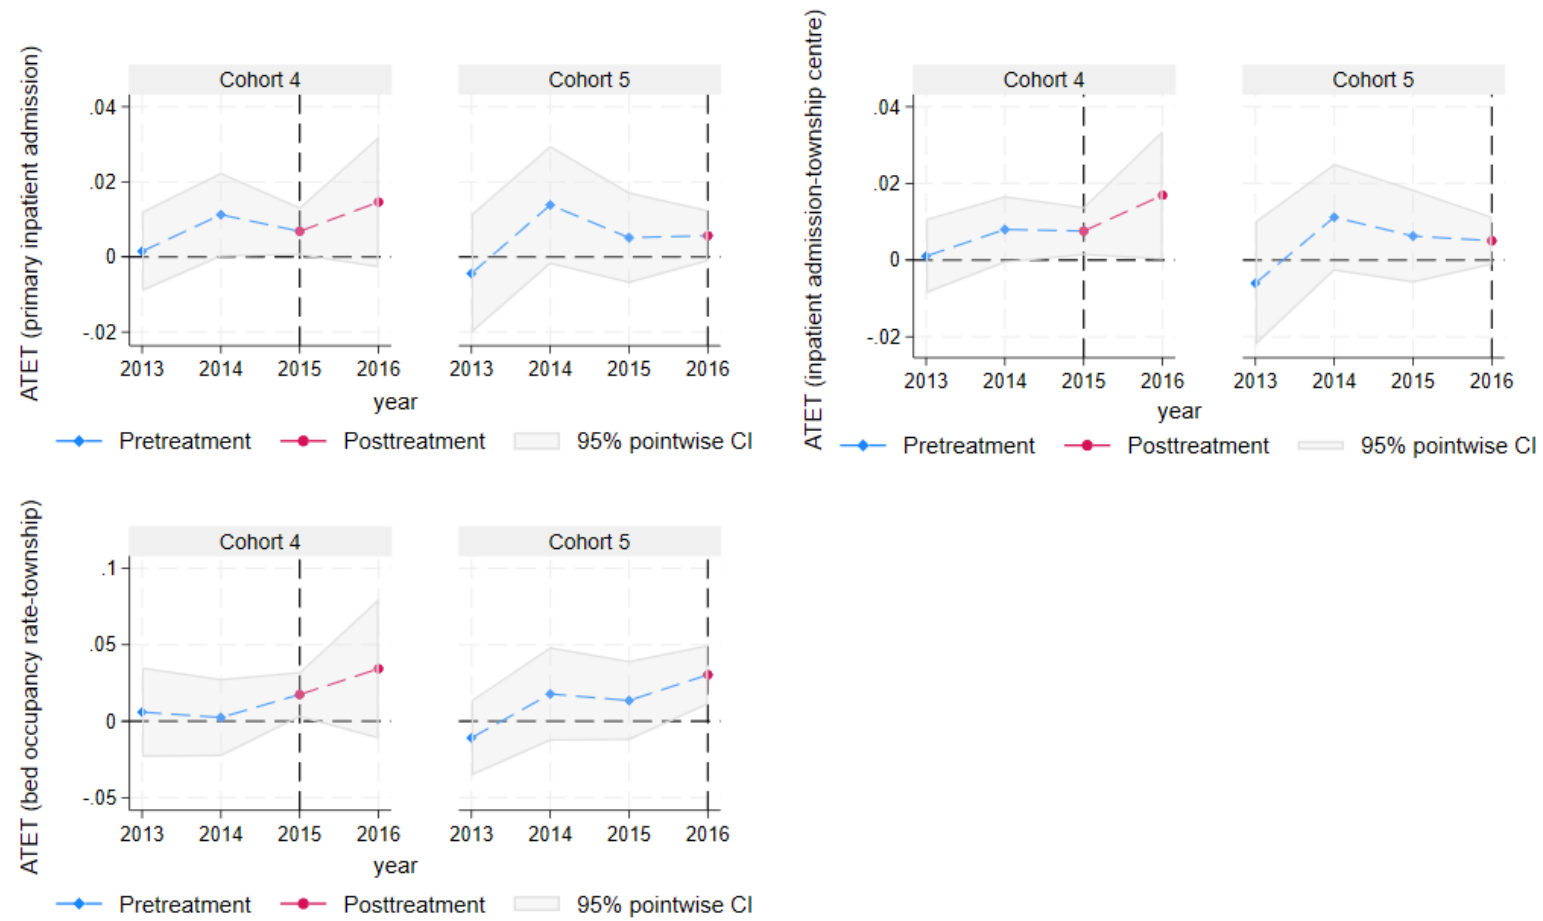 ATET (primary inpatient admission)
Cohort 4
Cohort 5
.04
.02
0
-.02
2013 2014 2015 2016
2013 2014 2015 2016
year
Pretreatment Posttreatment 95% pointwise CI
ATET (inpatient admission-township centre)
Cohort 4
Cohort 5
.04
.02
0
-.02
2013 2014 2015 2016
2013 2014 2015 2016
year
Pretreatment Posttreatment 95% pointwise CI
ATET (bed occupancy rate-township)
Cohort 4
Cohort 5
.1
.05
0
-.05
2013 2014 2015 2016
2013 2014 2015 2016
year
Pretreatment Posttreatment 95% pointwise CI